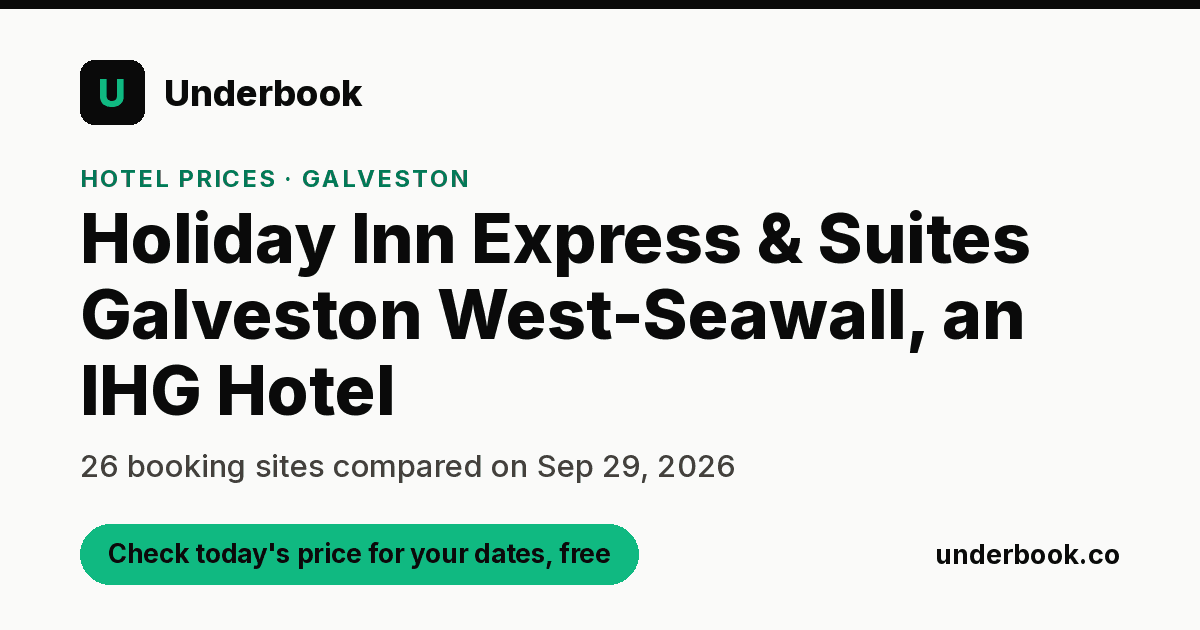 U Underbook
HOTEL PRICES · GALVESTON
Holiday Inn Express & Suites
Galveston West-Seawall, an
IHG Hotel
26 booking sites compared on Sep 29, 2026
Check today's price for your dates, free
underbook.co